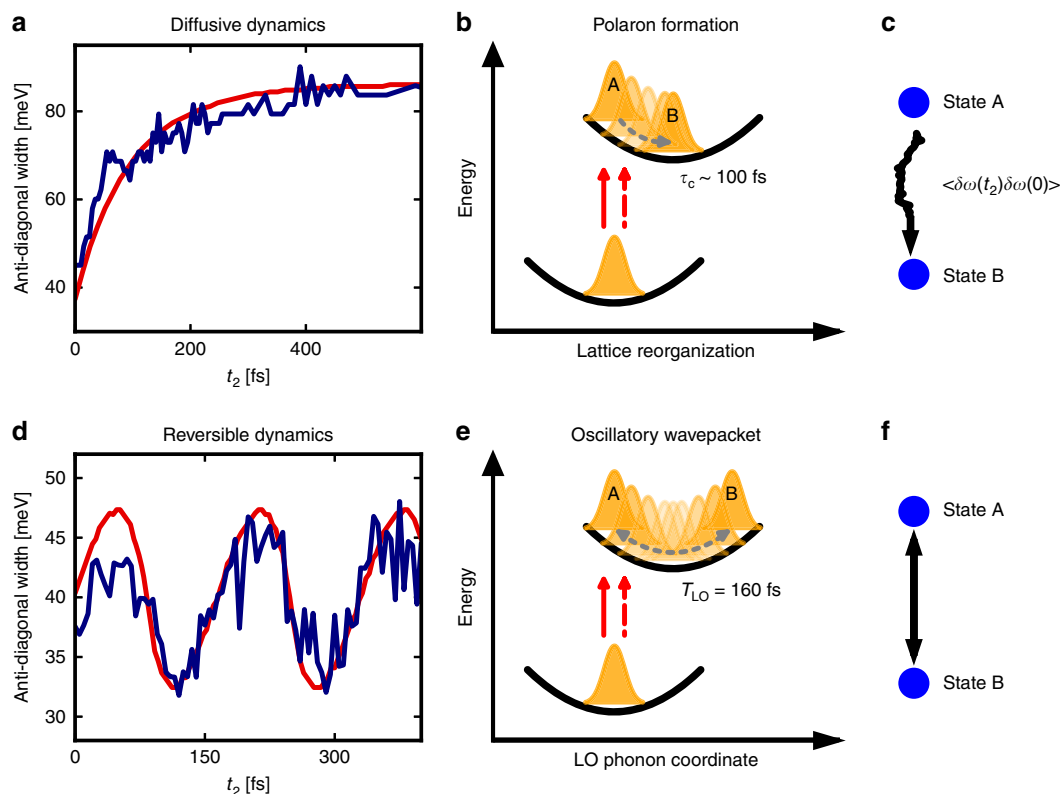 a
Diffusive dynamics
Anti-diagonal width [meV]
80
60
40
0
200
400
t₂ [fs]
b
Polaron formation
Energy
A
B
τc ~ 100 fs
Lattice reorganization
c
State A
<δω(t₂)δω(0)>
State B
d
Reversible dynamics
Anti-diagonal width [meV]
50
45
40
35
30
28
0
150
300
t₂ [fs]
e
Oscillatory wavepacket
Energy
A
B
TLO = 160 fs
LO phonon coordinate
f
State A
State B